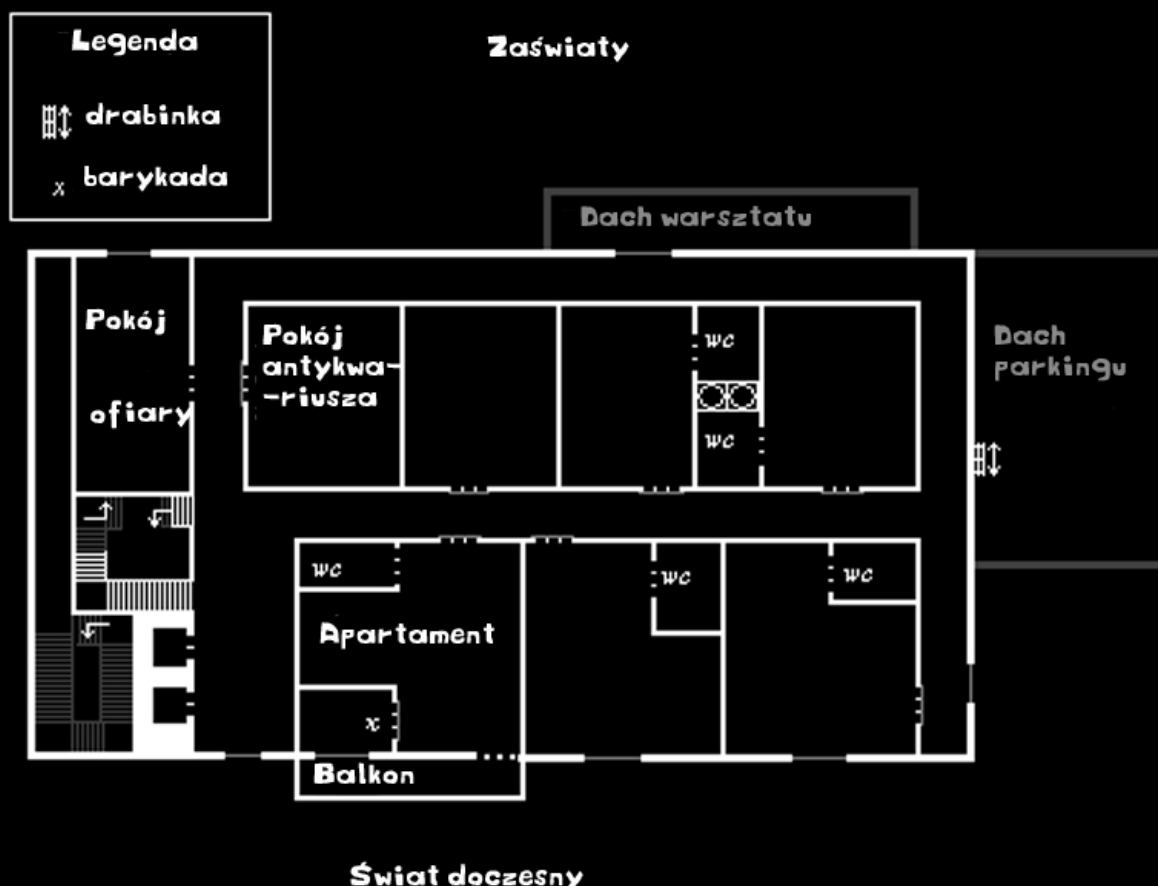 Legenda
drabinka
x barykada
Zaświaty
Dach warsztatu
Pokój
ofiary
Pokój
antykwa-
-riusza
wc
wc
Dach
parkingu
wc
wc
wc
Apartament
x
Balkon
Świat doczesny